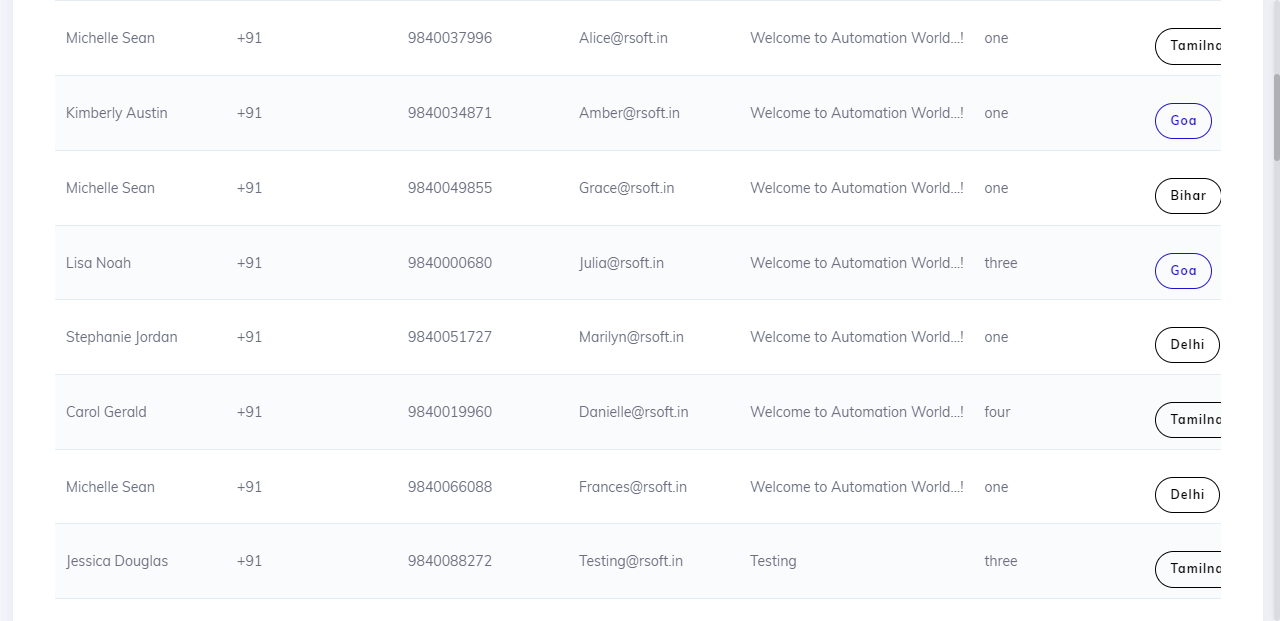 Michelle Sean +91 9840037996 Alice@rsoft.in Welcome to Automation World...! one Tamilna
Kimberly Austin +91 9840034871 Amber@rsoft.in Welcome to Automation World...! one Goa
Michelle Sean +91 9840049855 Grace@rsoft.in Welcome to Automation World...! one Bihar
Lisa Noah +91 9840000680 Julia@rsoft.in Welcome to Automation World...! three Goa
Stephanie Jordan +91 9840051727 Marilyn@rsoft.in Welcome to Automation World...! one Delhi
Carol Gerald +91 9840019960 Danielle@rsoft.in Welcome to Automation World...! four Tamilna
Michelle Sean +91 9840066088 Frances@rsoft.in Welcome to Automation World...! one Delhi
Jessica Douglas +91 9840088272 Testing@rsoft.in Testing three Tamilna